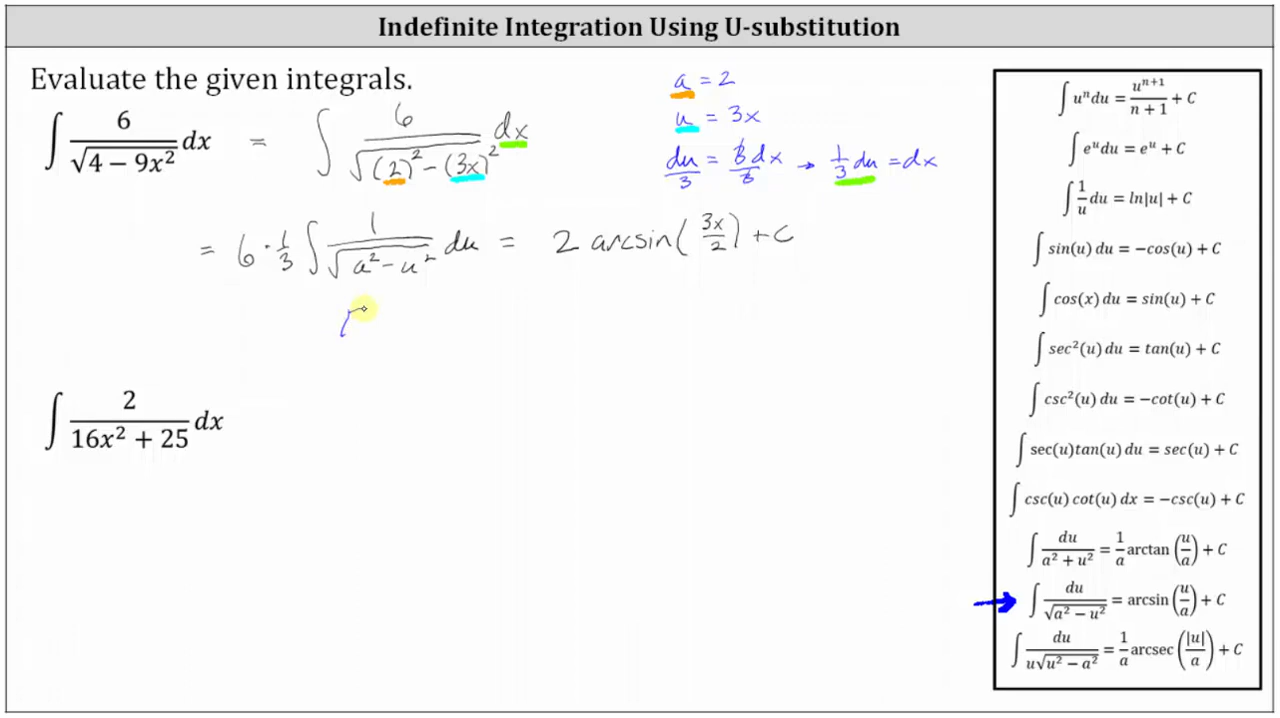 Indefinite Integration Using U-substitution
Evaluate the given integrals.
∫ 6/√(4 − 9x²) dx = ∫ 6/√((2)² − (3x)²) dx
= 6 · 1/3 ∫ 1/√(a² − u²) du = 2 arcsin(3x/2) + C
a = 2
u = 3x
du/3 = 3dx/3 → 1/3 du = dx
∫ 2/(16x² + 25) dx
∫ uⁿ du = uⁿ⁺¹/(n + 1) + C
∫ eᵘdu = eᵘ + C
∫ 1/u du = ln|u| + C
∫ sin(u) du = −cos(u) + C
∫ cos(x) du = sin(u) + C
∫ sec²(u) du = tan(u) + C
∫ csc²(u) du = −cot(u) + C
∫ sec(u)tan(u) du = sec(u) + C
∫ csc(u) cot(u) dx = −csc(u) + C
∫ du/(a² + u²) = 1/a arctan (u/a) + C
∫ du/√(a² − u²) = arcsin (u/a) + C
∫ du/(u√(u² − a²)) = 1/a arcsec (|u|/a) + C